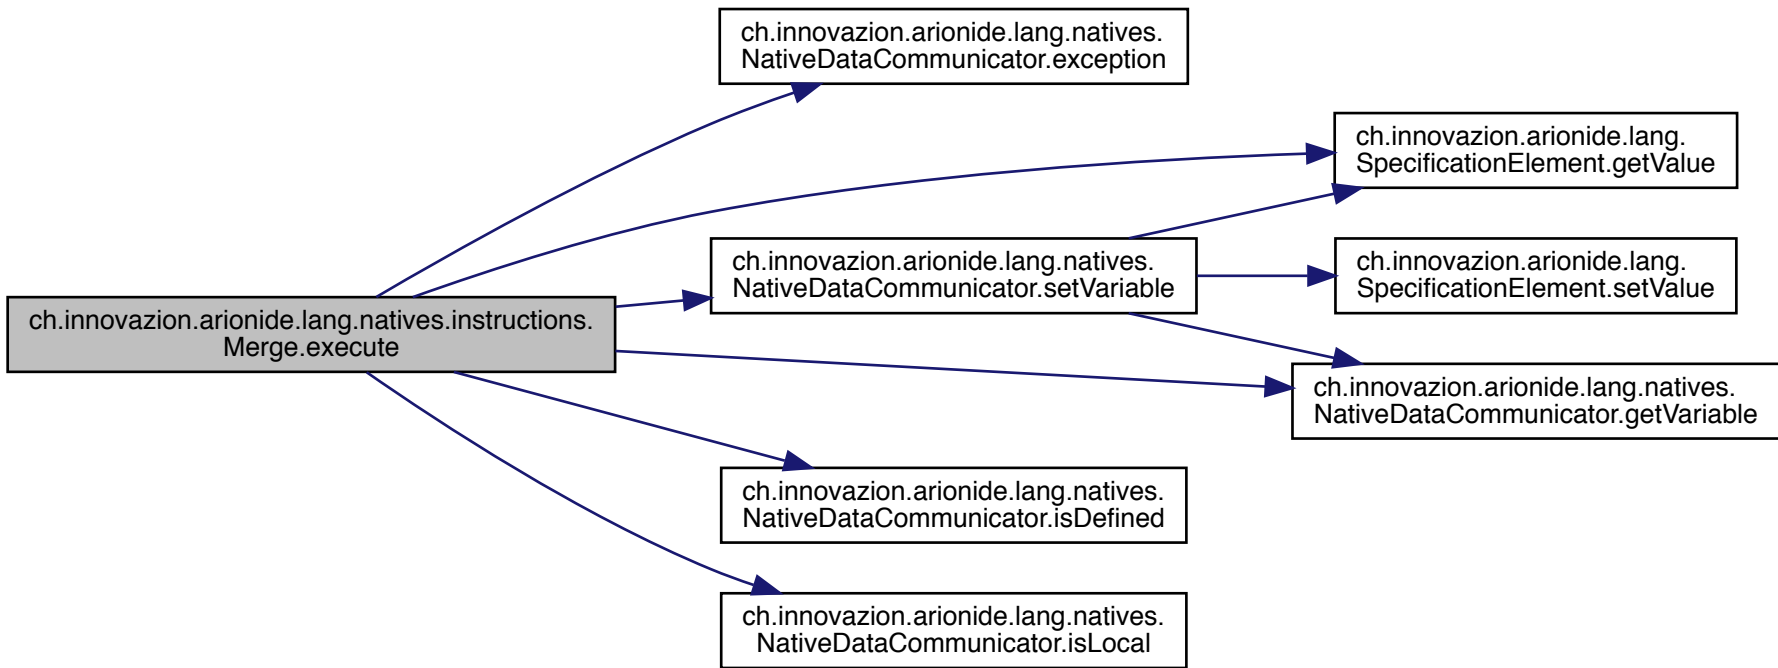 ch.innovazion.arionide.lang.natives.
NativeDataCommunicator.exception
ch.innovazion.arionide.lang.
SpecificationElement.getValue
ch.innovazion.arionide.lang.natives.
NativeDataCommunicator.setVariable
ch.innovazion.arionide.lang.
SpecificationElement.setValue
ch.innovazion.arionide.lang.natives.instructions.
Merge.execute
ch.innovazion.arionide.lang.natives.
NativeDataCommunicator.getVariable
ch.innovazion.arionide.lang.natives.
NativeDataCommunicator.isDefined
ch.innovazion.arionide.lang.natives.
NativeDataCommunicator.isLocal